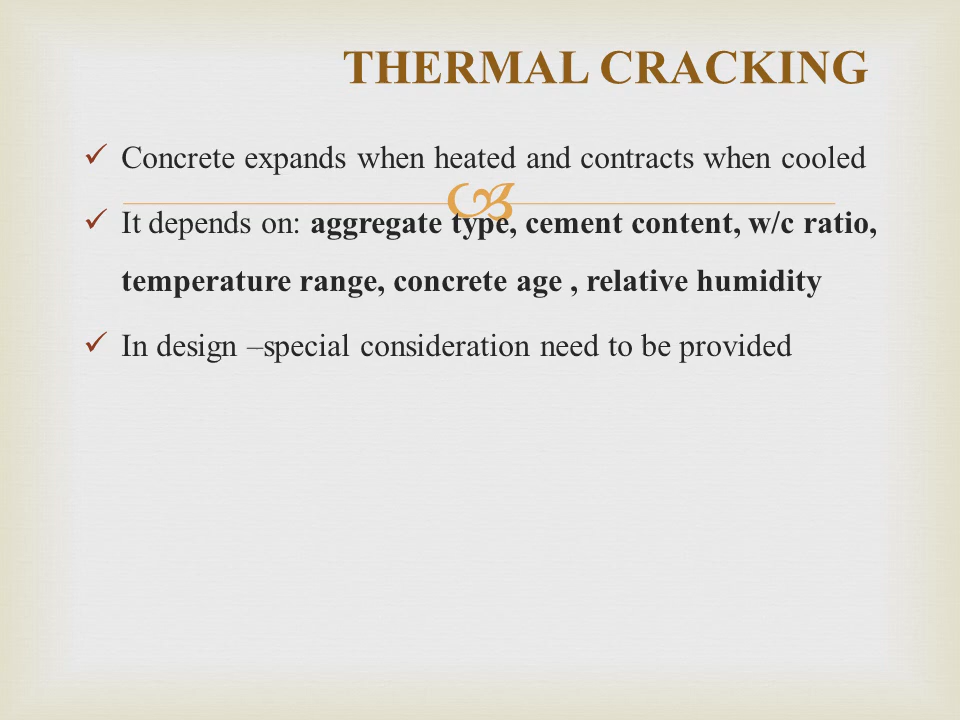 THERMAL CRACKING
Concrete expands when heated and contracts when cooled
It depends on: aggregate type, cement content, w/c ratio,
temperature range, concrete age , relative humidity
In design –special consideration need to be provided